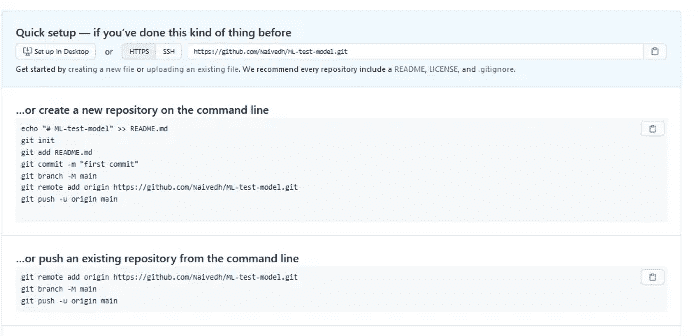 Quick setup — if you've done this kind of thing before
Set up in Desktop or HTTPS SSH https://github.com/Naivedh/ML-test-model.git
Get started by creating a new file or uploading an existing file. We recommend every repository include a README, LICENSE, and .gitignore.
...or create a new repository on the command line
echo "# ML-test-model" >> README.md
git init
git add README.md
git commit -m "first commit"
git branch -M main
git remote add origin https://github.com/Naivedh/ML-test-model.git
git push -u origin main
...or push an existing repository from the command line
git remote add origin https://github.com/Naivedh/ML-test-model.git
git branch -M main
git push -u origin main